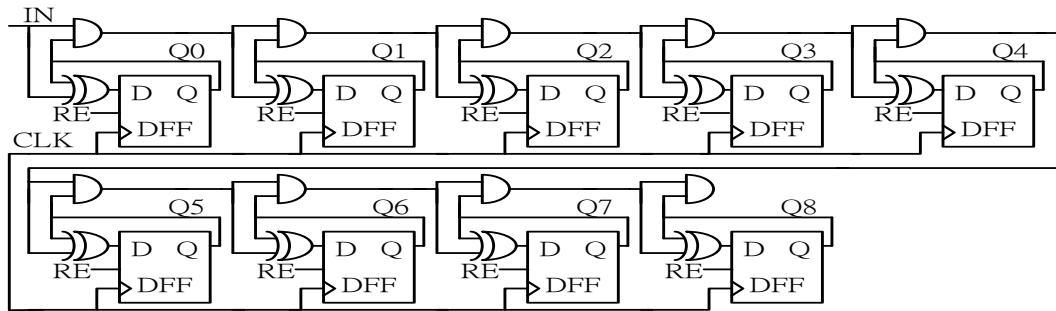 IN
Q0 Q1 Q2 Q3 Q4
D Q D Q D Q D Q D Q
RE RE RE RE RE
DFF DFF DFF DFF DFF
CLK
Q5 Q6 Q7 Q8
D Q D Q D Q D Q
RE RE RE RE
DFF DFF DFF DFF